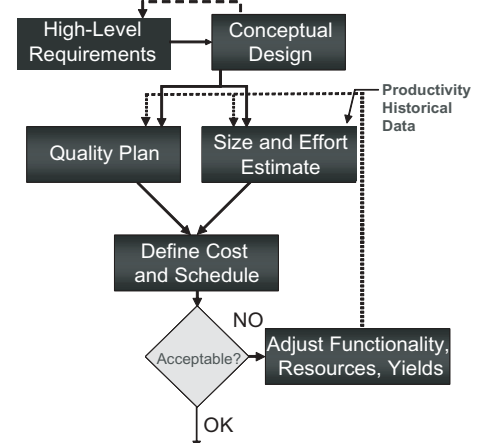 High-Level
Requirements
Conceptual
Design
Productivity
Historical
Data
Quality Plan
Size and Effort
Estimate
Define Cost
and Schedule
NO
Acceptable?
Adjust Functionality,
Resources, Yields
OK